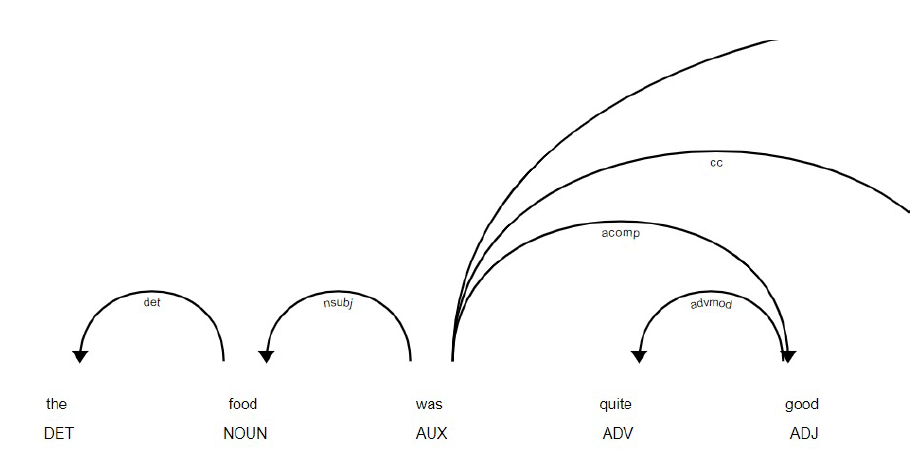 cc
acomp
det nsubj advmod
the food was quite good
DET NOUN AUX ADV ADJ